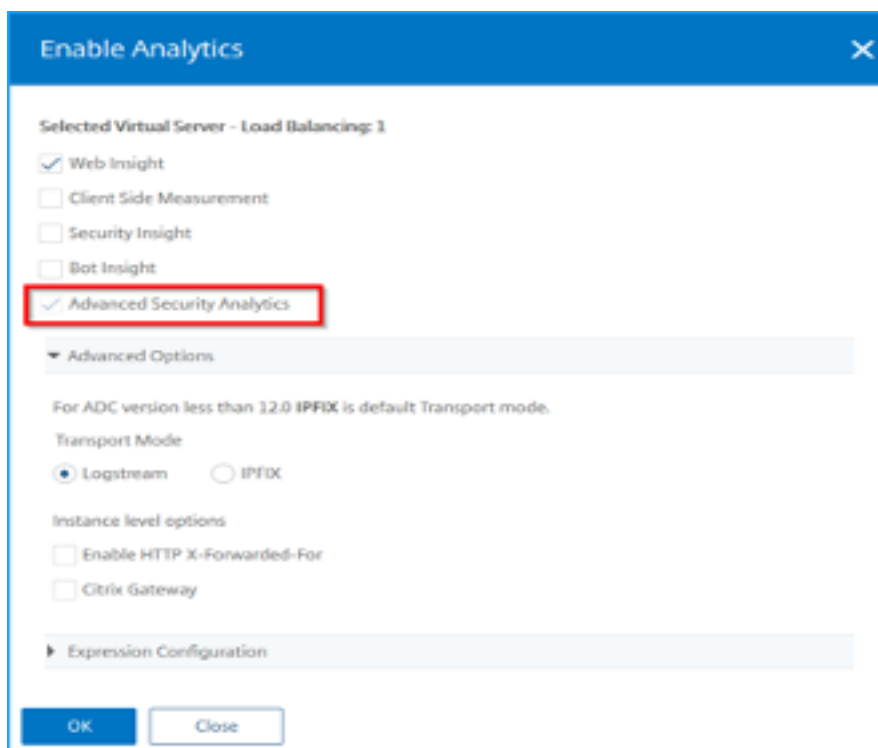 Enable Analytics
Selected Virtual Server - Load Balancing: 1
Web Insight
Client Side Measurement
Security Insight
Bot Insight
Advanced Security Analytics
Advanced Options
For ADC version less than 12.0 IPFIX is default Transport mode.
Transport Mode
Logstream IPFIX
Instance level options
Enable HTTP X-Forwarded-For
Citrix Gateway
Expression Configuration
OK Close